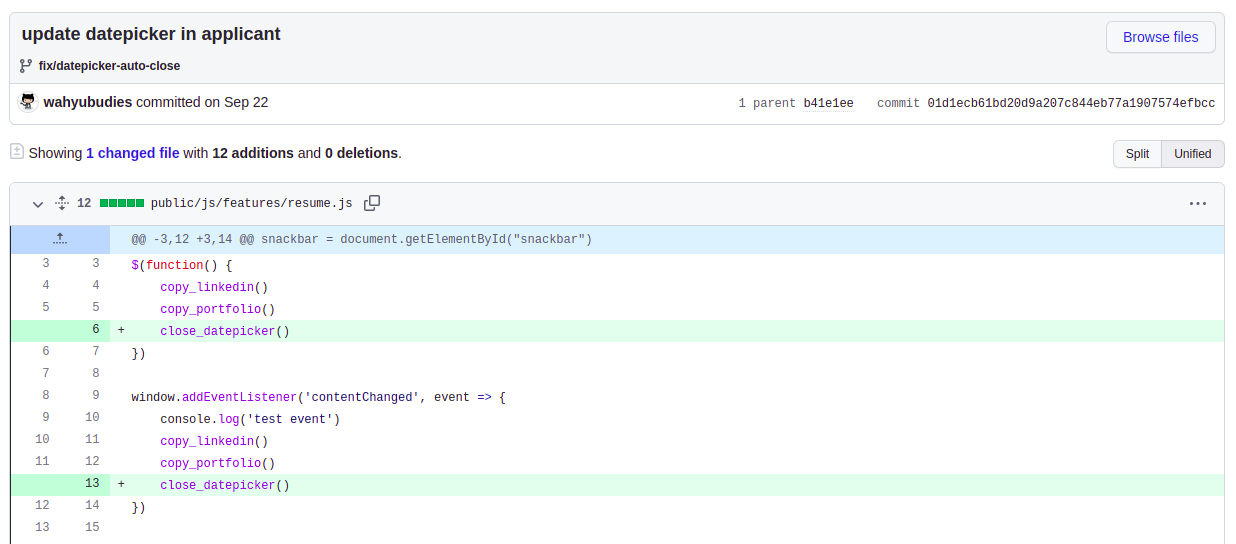 update datepicker in applicant
Browse files
fix/datepicker-auto-close
wahyubudies committed on Sep 22
1 parent b41e1ee commit 01d1ecb61bd20d9a207c844eb77a1907574efbcc
Showing 1 changed file with 12 additions and 0 deletions.
Split Unified
12 public/js/features/resume.js
@@ -3,12 +3,14 @@ snackbar = document.getElementById("snackbar")
3 3 $(function() {
4 4 copy_linkedin()
5 5 copy_portfolio()
6 + close_datepicker()
6 7 })
7 8
8 9 window.addEventListener('contentChanged', event => {
9 10 console.log('test event')
10 11 copy_linkedin()
11 12 copy_portfolio()
13 + close_datepicker()
12 14 })
13 15